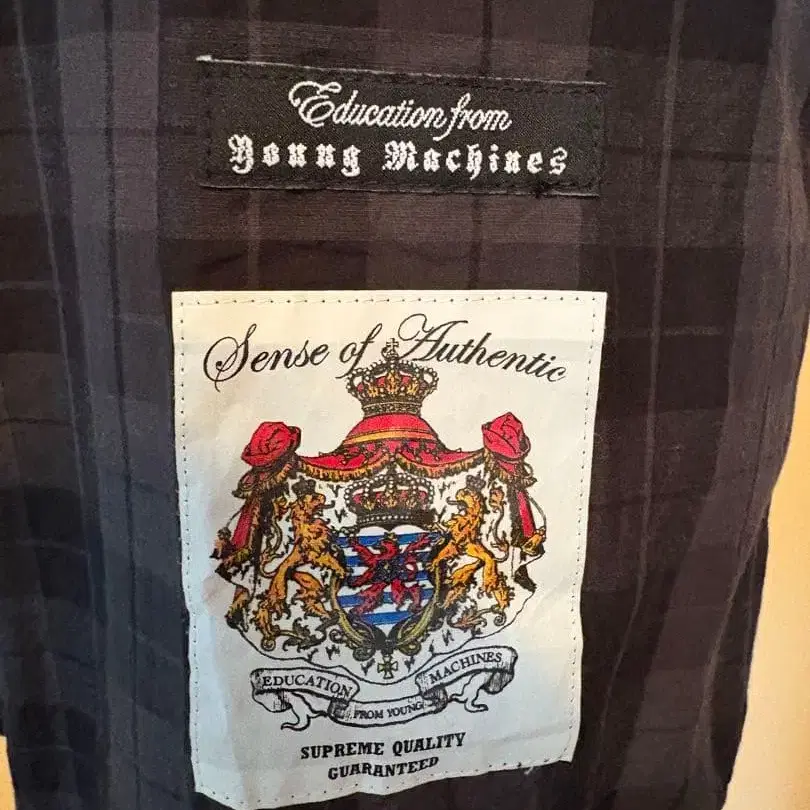 Education from
Young Machines
Sense of Authentic
EDUCATION
FROM YOUNG
MACHINES
SUPREME QUALITY
GUARANTEED